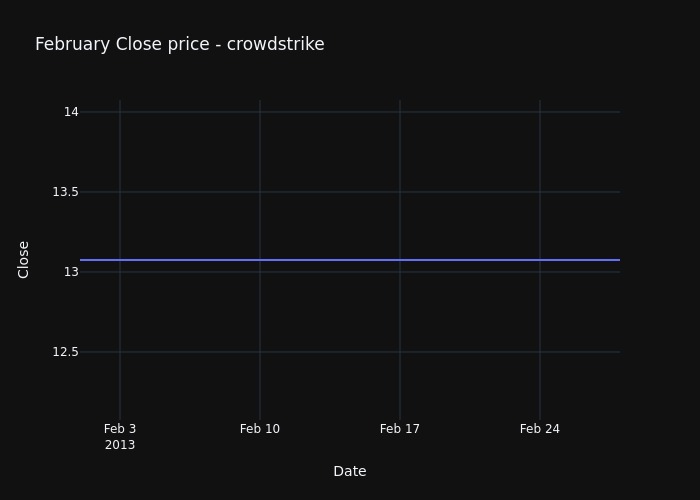 February Close price - crowdstrike
14
13.5
13
12.5
Close
Feb 3
2013
Feb 10
Feb 17
Feb 24
Date